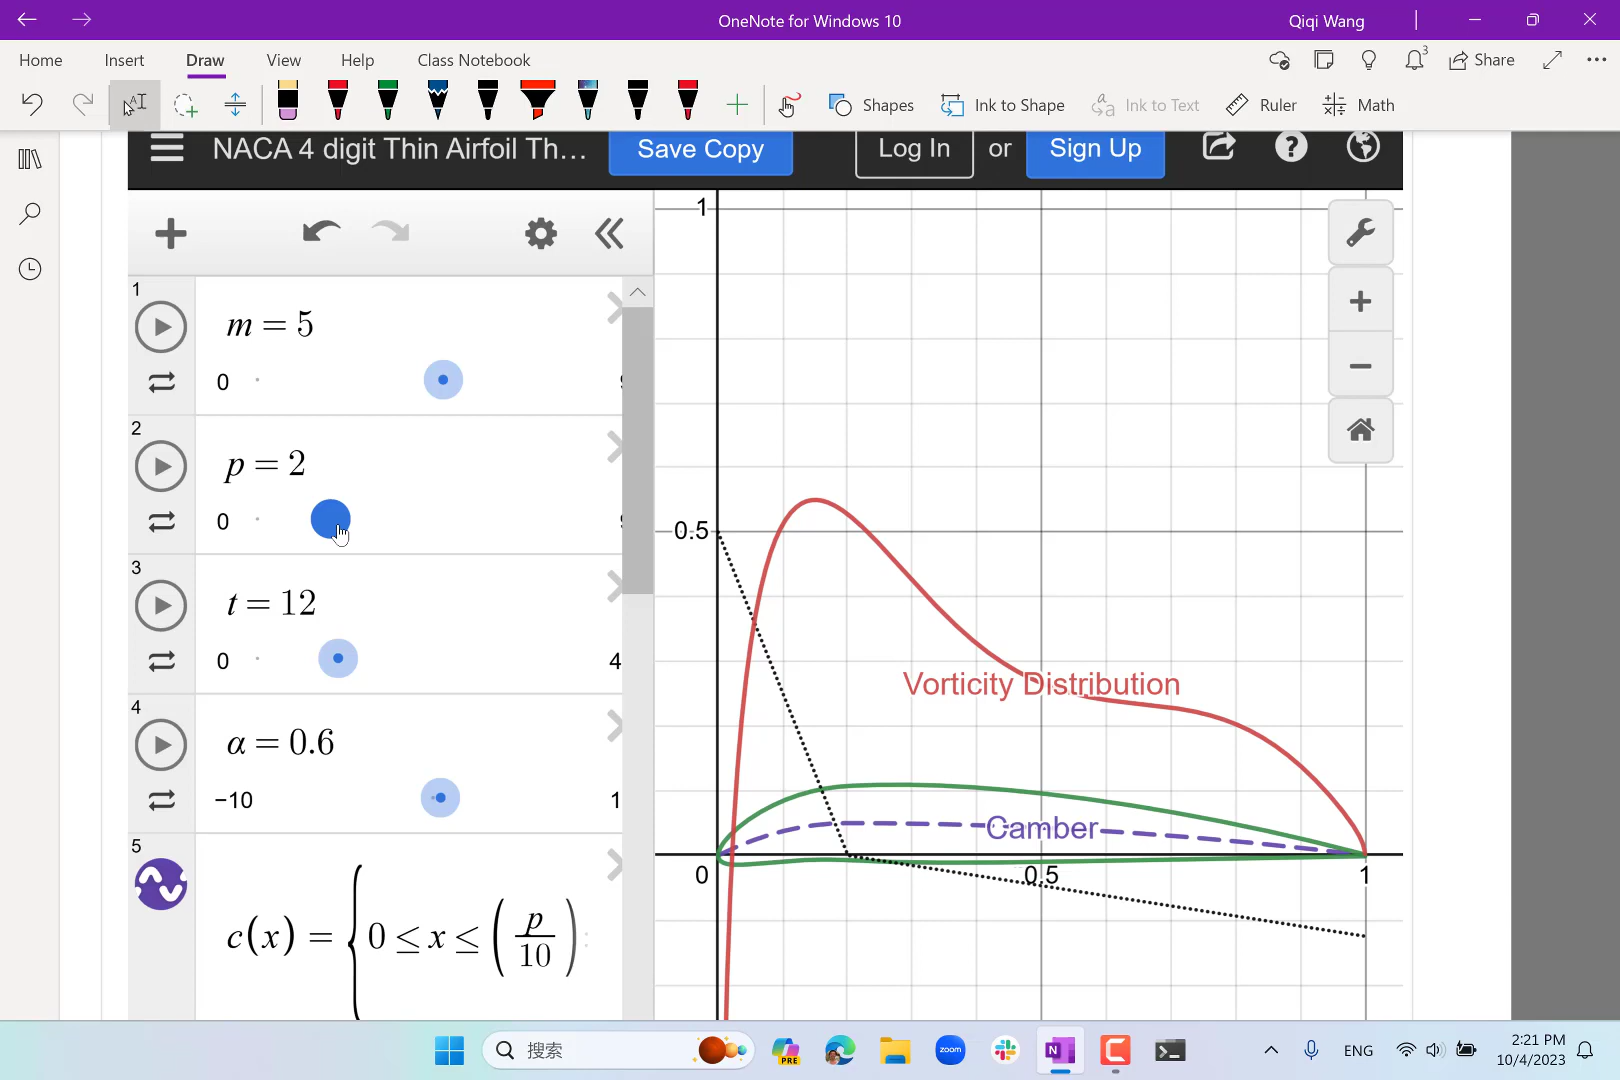 OneNote for Windows 10
Qiqi Wang
Home
Insert
Draw
View
Help
Class Notebook
3
Share
Shapes
Ink to Shape
Ink to Text
Ruler
Math
NACA 4 digit Thin Airfoil Th...
Save Copy
Log In
or
Sign Up
1
m = 5
0
2
p = 2
0
3
t = 12
0
4
4
α = 0.6
−10
1
5
c(x) = { 0 ≤ x ≤ (p/10) :
1
0.5
0
0.5
1
Vorticity Distribution
Camber
搜索
PRE
zoom
ENG
2:21 PM
10/4/2023